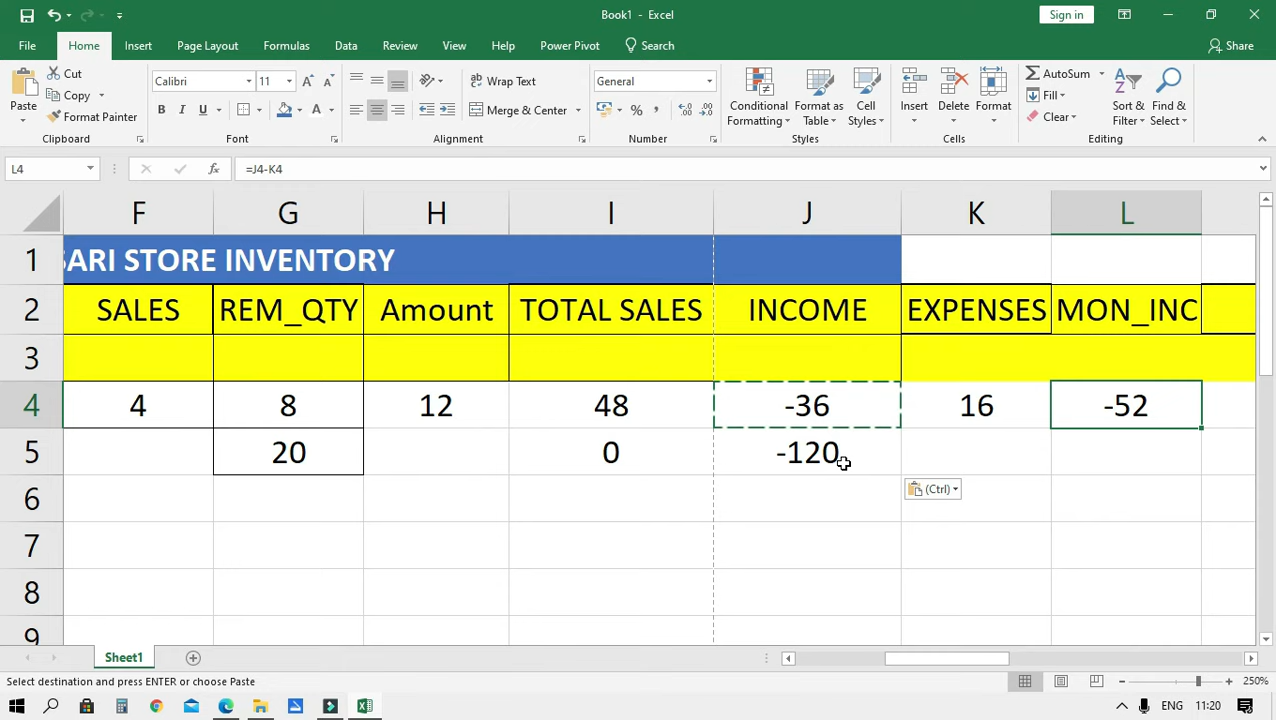 Book1 - Excel
Sign in
File Home Insert Page Layout Formulas Data Review View Help Power Pivot Search Share
Paste
Cut
Copy
Format Painter
Clipboard
Calibri 11
B I U
Font
Wrap Text
Merge & Center
Alignment
General
% ,
Number
Conditional Formatting
Format as Table
Cell Styles
Styles
Insert Delete Format
Cells
AutoSum
Fill
Clear
Sort & Filter
Find & Select
Editing
L4 fx =J4-K4
F G H I J K L
1 SARI STORE INVENTORY
2 SALES REM_QTY Amount TOTAL SALES INCOME EXPENSES MON_INC
3
4 4 8 12 48 -36 16 -52
5 20 0 -120
6 (Ctrl)
7
8
9
Sheet1
Select destination and press ENTER or choose Paste 250%
ENG 11:20